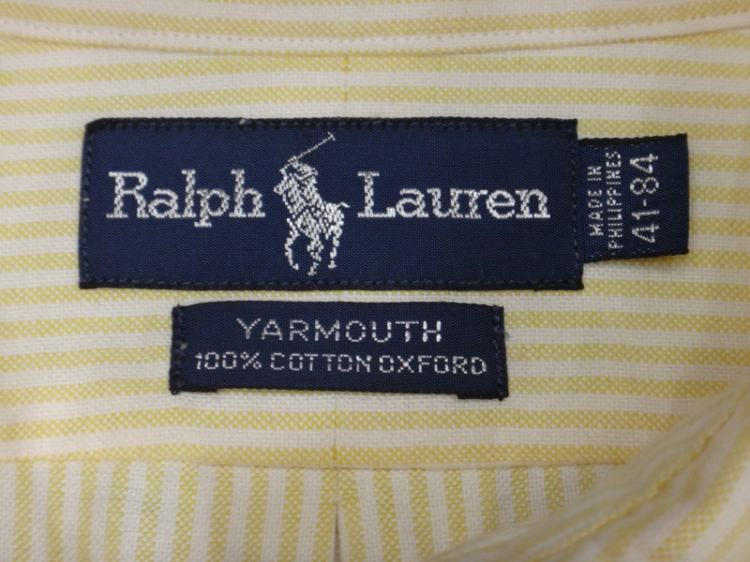 Ralph Lauren
MADE IN
PHILIPPINES
41-84
YARMOUTH
100% COTTON OXFORD